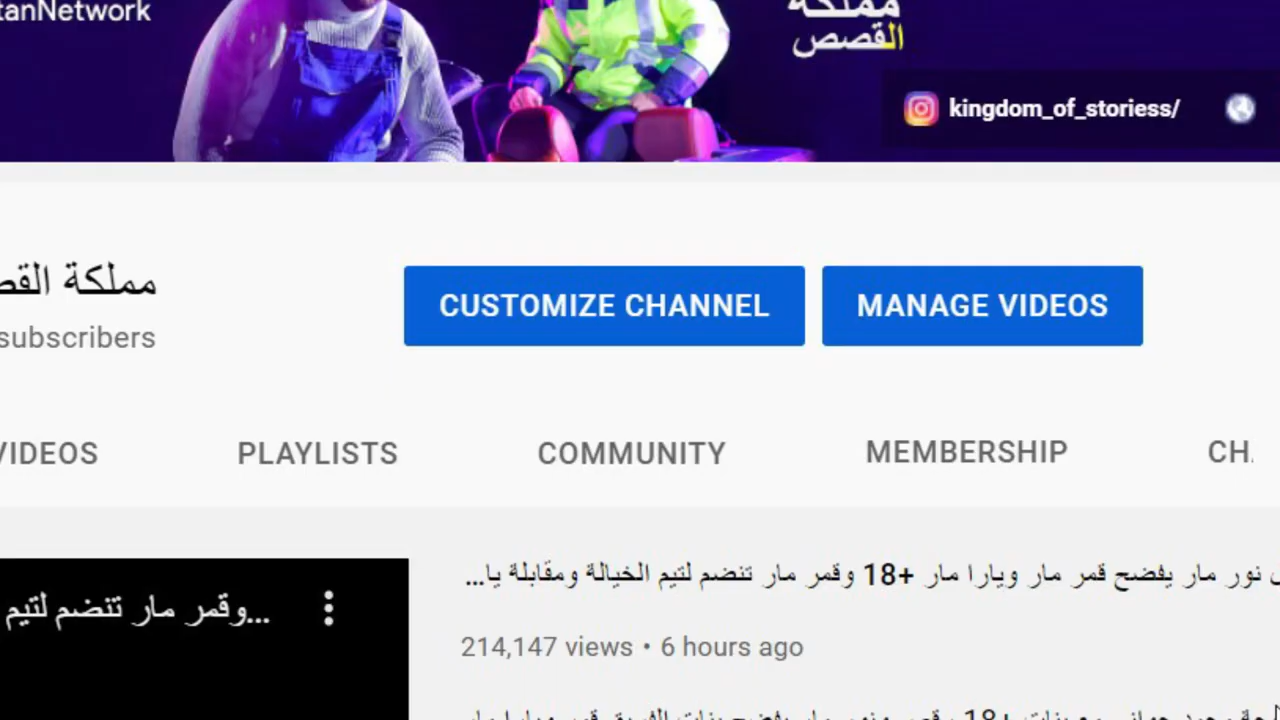 tanNetwork
مملكة
القصص
kingdom_of_storiess/
مملكة
subscribers
CUSTOMIZE CHANNEL
MANAGE VIDEOS
VIDEOS
PLAYLISTS
COMMUNITY
MEMBERSHIP
CH
نور مار يفضح قمر مار ويارا مار +18 وقمر مار تنضم لتيم الخيالة ومقابلة يا...
وقمر مار تنضم لتيم...
214,147 views • 6 hours ago